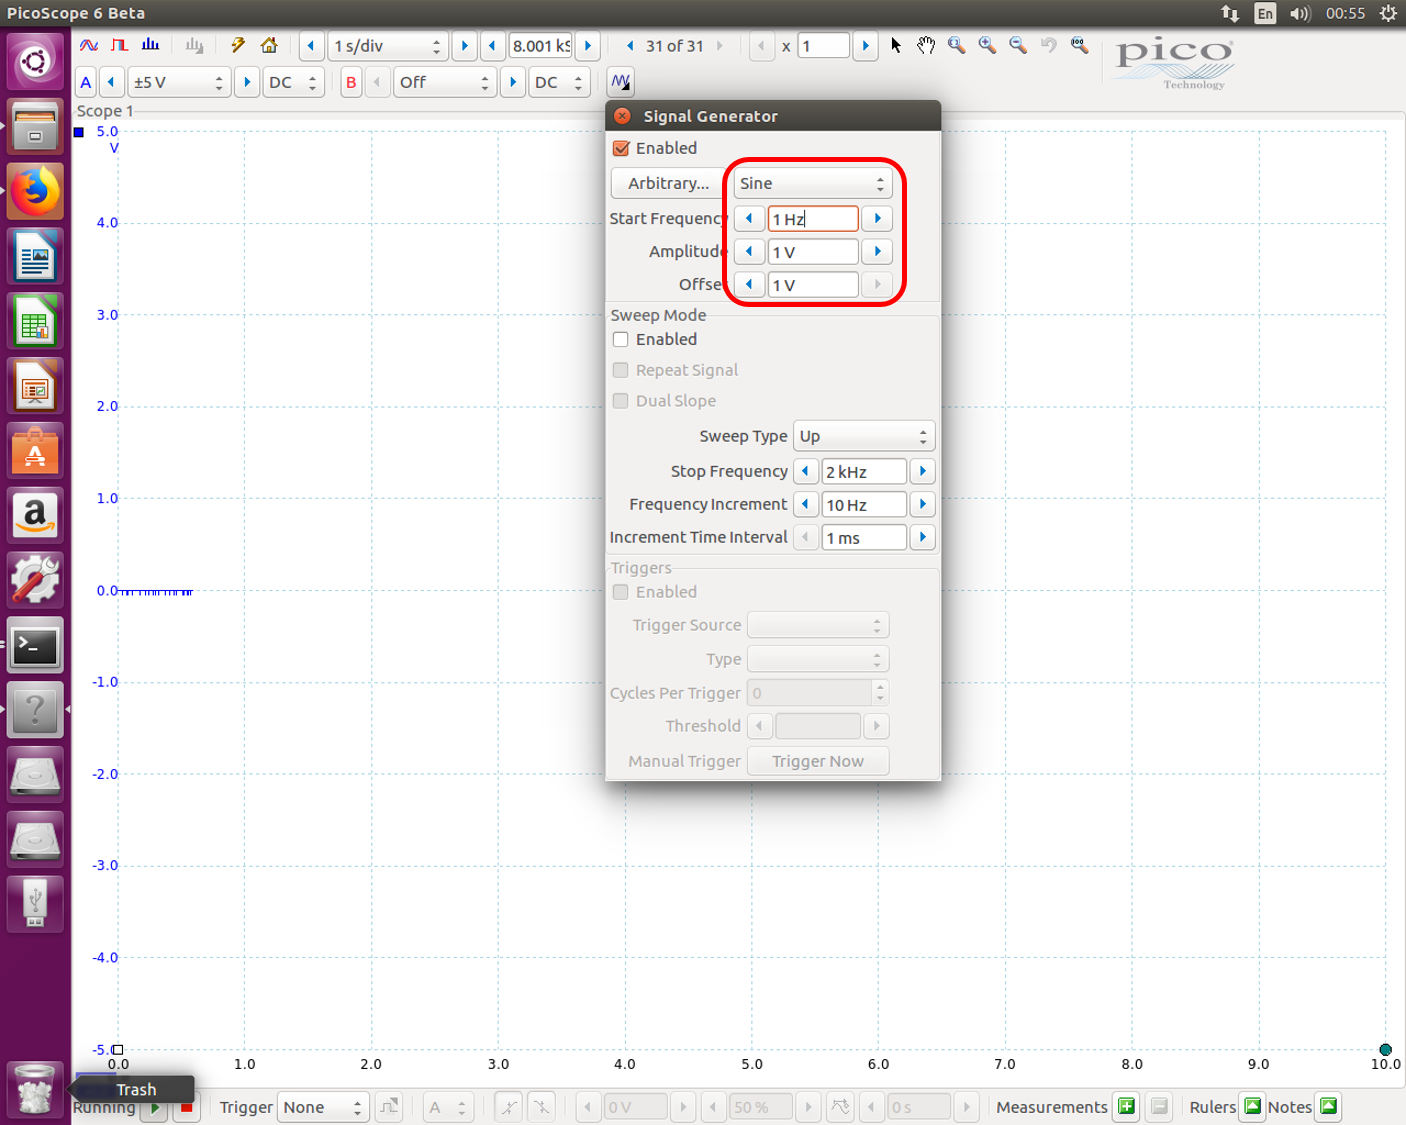 PicoScope 6 Beta
En 00:55
1 s/div 8.001 kS 31 of 31 x 1
pico
Technology
A ±5 V DC B Off DC
Scope 1
Signal Generator
Enabled
Arbitrary... Sine
Start Frequency 1 Hz
Amplitude 1 V
Offse 1 V
Sweep Mode
Enabled
Repeat Signal
Dual Slope
Sweep Type Up
Stop Frequency 2 kHz
Frequency Increment 10 Hz
Increment Time Interval 1 ms
Triggers
Enabled
Trigger Source
Type
Cycles Per Trigger 0
Threshold
Manual Trigger Trigger Now
5.0
V
4.0
3.0
2.0
1.0
0.0
-1.0
-2.0
-3.0
-4.0
-5.0
0.0 1.0 2.0 3.0 4.0 5.0 6.0 7.0 8.0 9.0 10.0
Trash
Running Trigger None A 0 V 50 % 0 s Measurements Rulers Notes